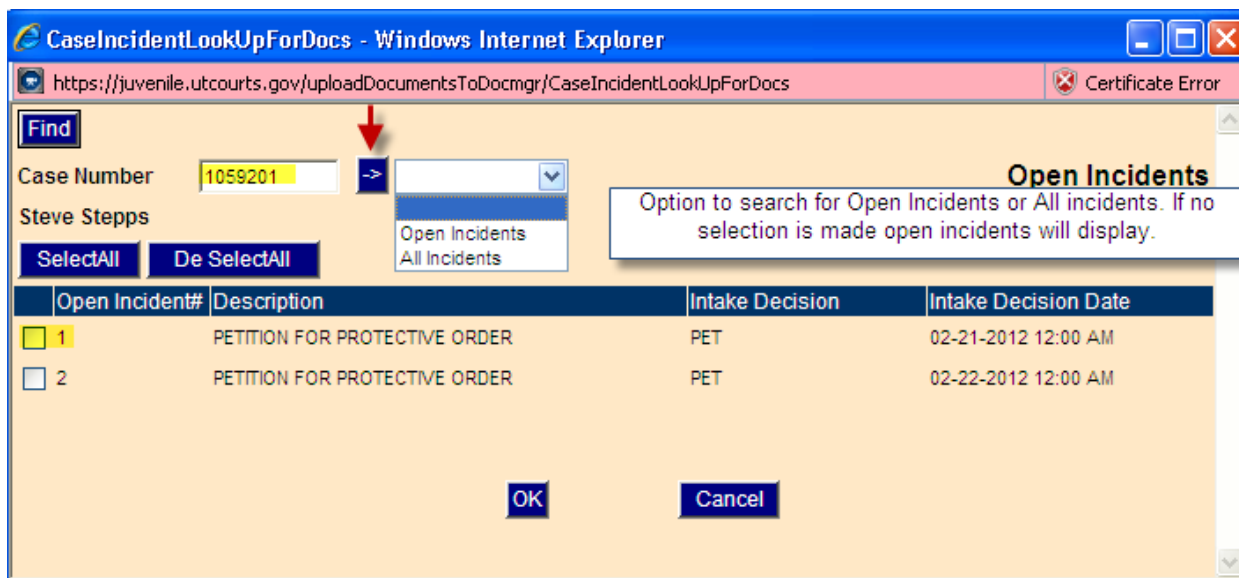 CaseIncidentLookUpForDocs - Windows Internet Explorer
https://juvenile.utcourts.gov/uploadDocumentsToDocmgr/CaseIncidentLookUpForDocs Certificate Error
Find
Case Number 1059201 -> Open Incidents
Steve Stepps
Open Incidents
All Incidents
Option to search for Open Incidents or All incidents. If no
selection is made open incidents will display.
SelectAll De SelectAll
Open Incident# Description Intake Decision Intake Decision Date
1 PETITION FOR PROTECTIVE ORDER PET 02-21-2012 12:00 AM
2 PETITION FOR PROTECTIVE ORDER PET 02-22-2012 12:00 AM
OK Cancel